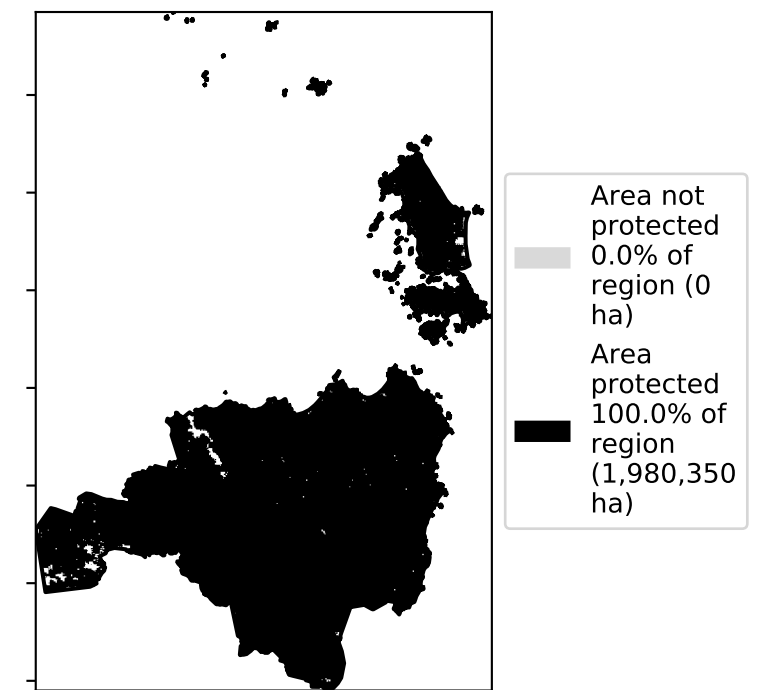 Area not
protected
0.0% of
region (0
ha)
Area
protected
100.0% of
region
(1,980,350
ha)